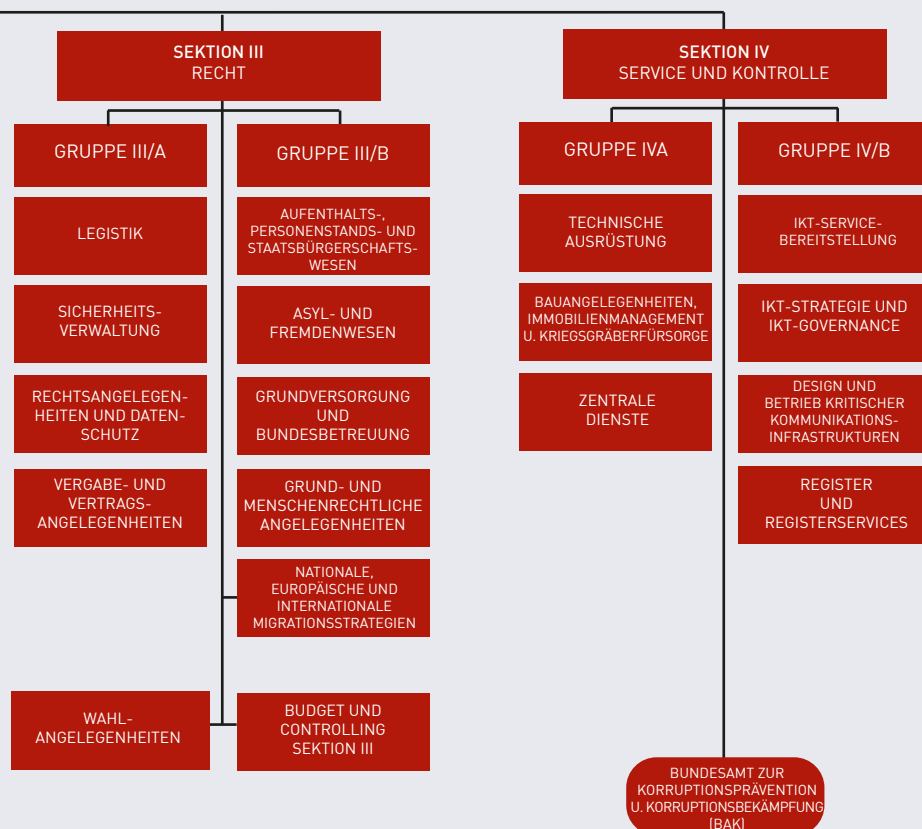 SEKTION III
RECHT
GRUPPE III/A
LEGISTIK
SICHERHEITS-
VERWALTUNG
RECHTSANGELEGEN-
HEITEN UND DATEN-
SCHUTZ
VERGABE- UND
VERTRAGS-
ANGELEGENHEITEN
GRUPPE III/B
AUFENTHALTS-,
PERSONENSTANDS- UND
STAATSBÜRGERSCHAFTS-
WESEN
ASYL- UND
FREMDENWESEN
GRUNDVERSORGUNG
UND
BUNDESBETREUUNG
GRUND- UND
MENSCHENRECHTLICHE
ANGELEGENHEITEN
NATIONALE,
EUROPÄISCHE UND
INTERNATIONALE
MIGRATIONSSTRATEGIEN
WAHL-
ANGELEGENHEITEN
BUDGET UND
CONTROLLING
SEKTION III
SEKTION IV
SERVICE UND KONTROLLE
GRUPPE IVA
TECHNISCHE
AUSRÜSTUNG
BAUANGELEGENHEITEN,
IMMOBILIENMANAGEMENT
U. KRIEGSGRÄBERFÜRSORGE
ZENTRALE
DIENSTE
GRUPPE IV/B
IKT-SERVICE-
BEREITSTELLUNG
IKT-STRATEGIE UND
IKT-GOVERNANCE
DESIGN UND
BETRIEB KRITISCHER
KOMMUNIKATIONS-
INFRASTRUKTUREN
REGISTER
UND
REGISTERSERVICES
BUNDESAMT ZUR
KORRUPTIONSPRÄVENTION
U. KORRUPTIONSBEKÄMPFUNG
(BAK)